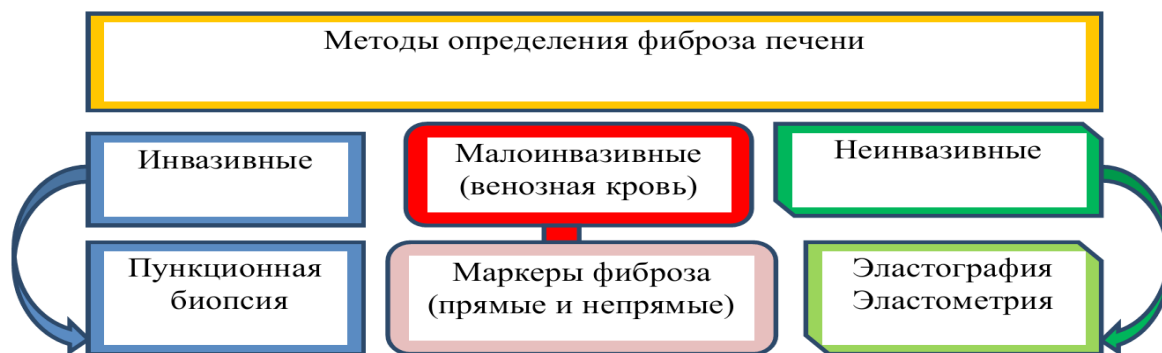 Методы определения фиброза печени
Инвазивные
Малоинвазивные
(венозная кровь)
Неинвазивные
Пункционная
биопсия
Маркеры фиброза
(прямые и непрямые)
Эластография
Эластометрия